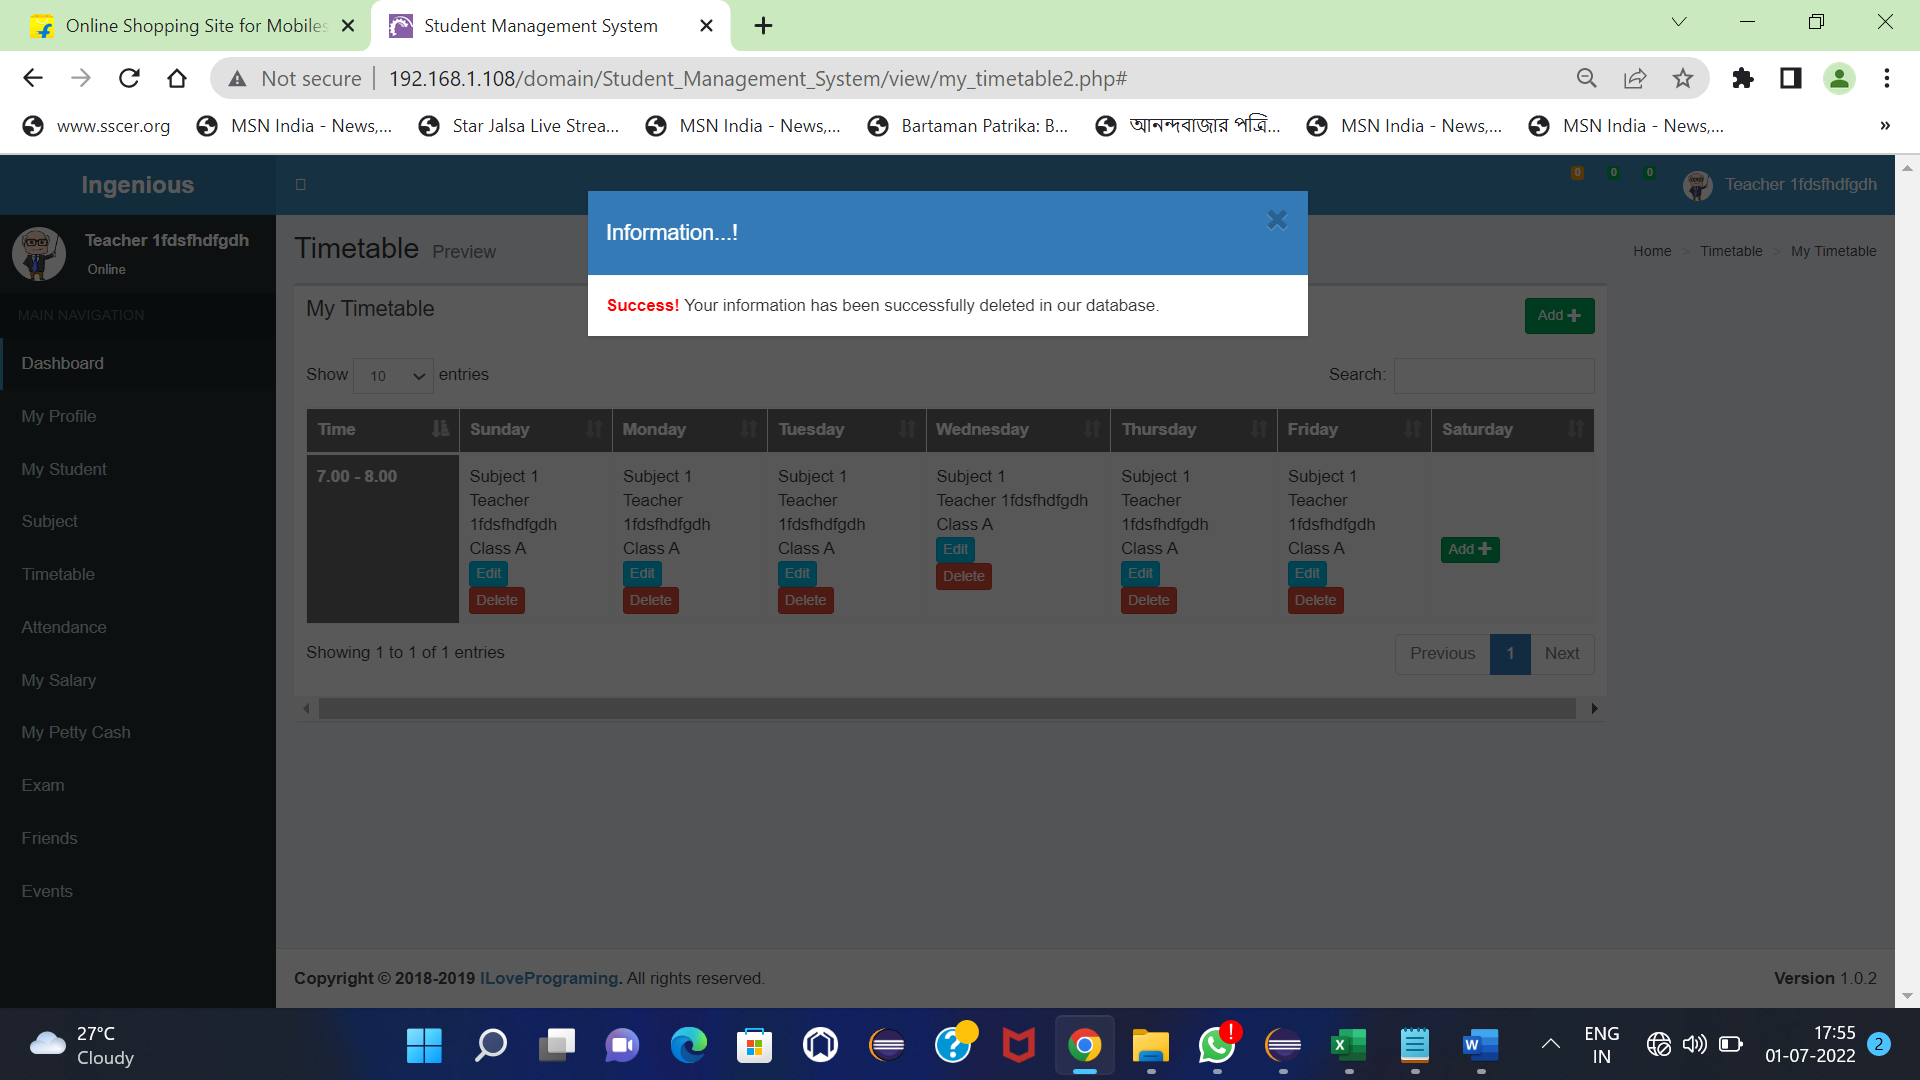 Online Shopping Site for Mobiles
Student Management System
Not secure
192.168.1.108/domain/Student_Management_System/view/my_timetable2.php#
www.sscer.org
MSN India - News,...
Star Jalsa Live Strea...
MSN India - News,...
Bartaman Patrika: B...
আনন্দবাজার পত্রি...
MSN India - News,...
MSN India - News,...
»
Ingenious
0
0
0
Teacher 1fdsfhdfgdh
Teacher 1fdsfhdfgdh
Online
MAIN NAVIGATION
Dashboard
My Profile
My Student
Subject
Timetable
Attendance
My Salary
My Petty Cash
Exam
Friends
Events
Information...!
Success! Your information has been successfully deleted in our database.
Timetable Preview
Home > Timetable > My Timetable
My Timetable
Add
Show 10 entries
Search:
Time Sunday Monday Tuesday Wednesday Thursday Friday Saturday
7.00 - 8.00
Subject 1
Teacher
1fdsfhdfgdh
Class A
Edit
Delete
Subject 1
Teacher
1fdsfhdfgdh
Class A
Edit
Delete
Subject 1
Teacher
1fdsfhdfgdh
Class A
Edit
Delete
Subject 1
Teacher 1fdsfhdfgdh
Class A
Edit
Delete
Subject 1
Teacher
1fdsfhdfgdh
Class A
Edit
Delete
Subject 1
Teacher
1fdsfhdfgdh
Class A
Edit
Delete
Add
Showing 1 to 1 of 1 entries
Previous 1 Next
Copyright © 2018-2019 ILovePrograming. All rights reserved.
Version 1.0.2
27°C
Cloudy
ENG
IN
17:55
01-07-2022
2